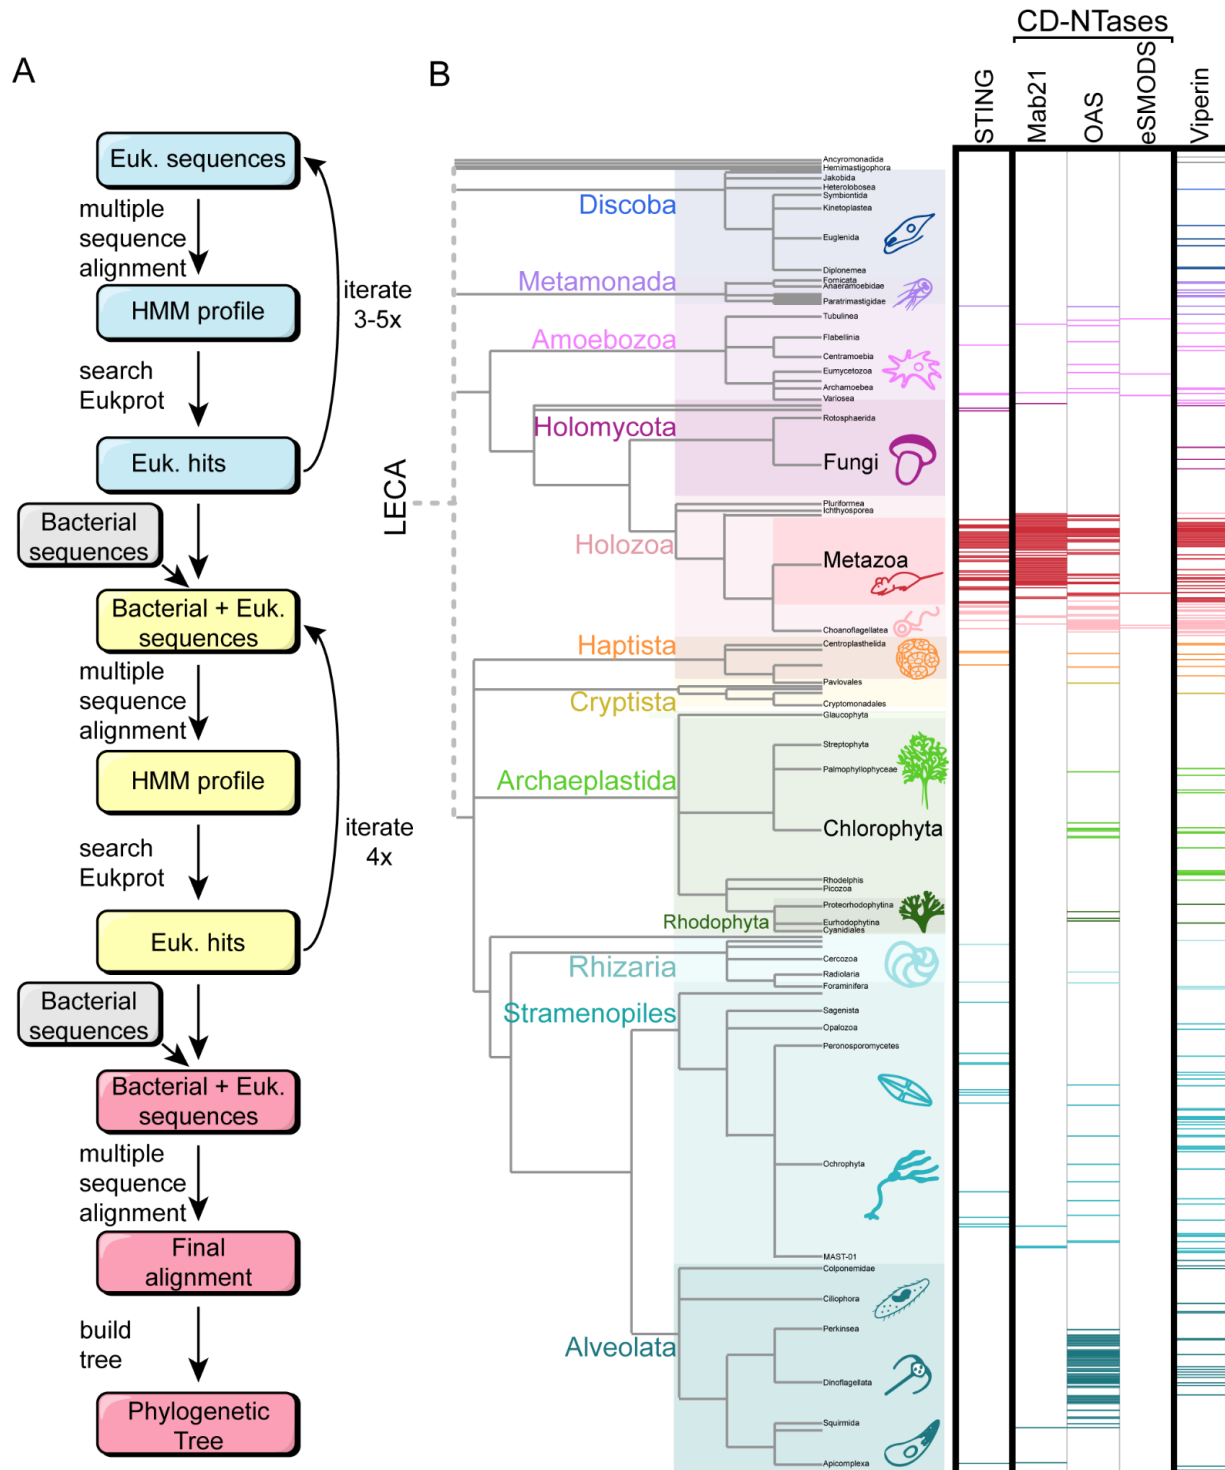 A
Euk. sequences
multiple
sequence
alignment
HMM profile
iterate
3-5x
search
Eukprot
Euk. hits
Bacterial
sequences
Bacterial + Euk.
sequences
multiple
sequence
alignment
HMM profile
iterate
4x
search
Eukprot
Euk. hits
Bacterial
sequences
Bacterial + Euk.
sequences
multiple
sequence
alignment
Final
alignment
build
tree
Phylogenetic
Tree
B
CD-NTases
STING
Mab21
OAS
eSMODS
Viperin
LECA
Ancyromonadida
Hemimastigophora
Discoba
Jakobida
Heterolobosea
Symbiontida
Kinetoplastea
Euglenida
Diplonemea
Metamonada
Fornicata
Anaeramoebidae
Paratrimastigidae
Amoebozoa
Tubulinea
Flabellinia
Centramoebia
Eumycetozoa
Archamoebea
Variosea
Holomycota
Rotosphaerida
Fungi
Holozoa
Pluriformea
Ichthyosporea
Metazoa
Choanoflagellatea
Haptista
Centroplasthelida
Pavlovales
Cryptista
Cryptomonadales
Archaeplastida
Glaucophyta
Streptophyta
Palmophyllophyceae
Chlorophyta
Rhodelphis
Picozoa
Rhodophyta
Proteorhodophytina
Eurhodophytina
Cyanidiales
Rhizaria
Cercozoa
Radiolaria
Foraminifera
Stramenopiles
Sagenista
Opalozoa
Peronosporomycetes
Ochrophyta
MAST-01
Alveolata
Colponemidae
Ciliophora
Perkinsea
Dinoflagellata
Squirmida
Apicomplexa